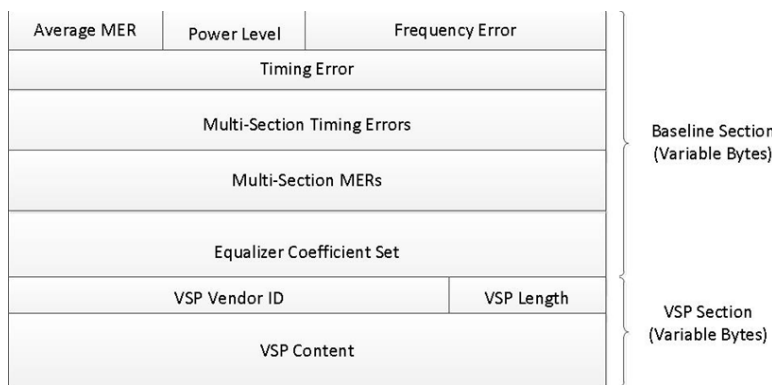 Average MER
Power Level
Frequency Error
Timing Error
Multi-Section Timing Errors
Multi-Section MERs
Equalizer Coefficient Set
Baseline Section
(Variable Bytes)
VSP Vendor ID
VSP Length
VSP Content
VSP Section
(Variable Bytes)